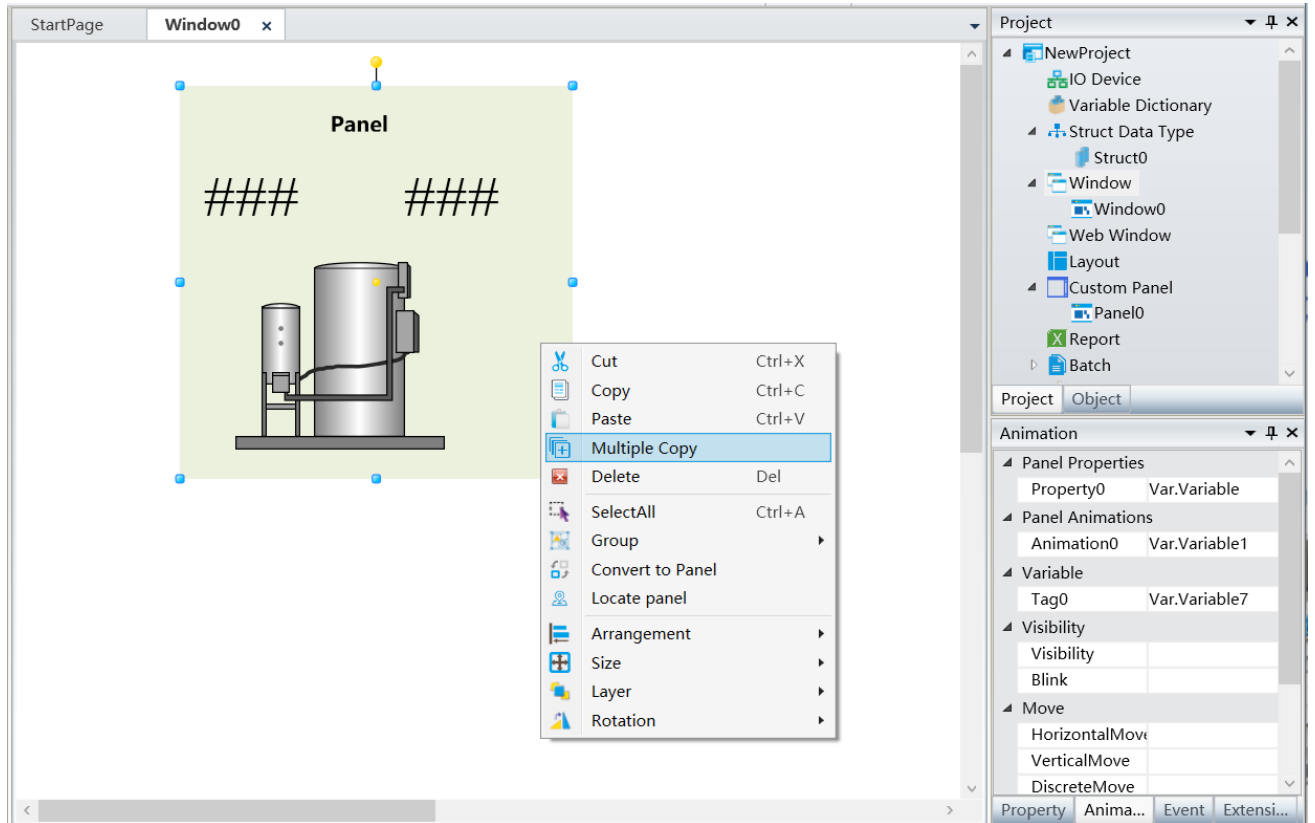 StartPage
Window0 x
Panel
### ###
Cut Ctrl+X
Copy Ctrl+C
Paste Ctrl+V
Multiple Copy
Delete Del
SelectAll Ctrl+A
Group
Convert to Panel
Locate panel
Arrangement
Size
Layer
Rotation
Project
NewProject
IO Device
Variable Dictionary
Struct Data Type
Struct0
Window
Window0
Web Window
Layout
Custom Panel
Panel0
Report
Batch
Project Object
Animation
Panel Properties
Property0 Var.Variable
Panel Animations
Animation0 Var.Variable1
Variable
Tag0 Var.Variable7
Visibility
Visibility
Blink
Move
HorizontalMov
VerticalMove
DiscreteMove
Property Anima... Event Extensi...